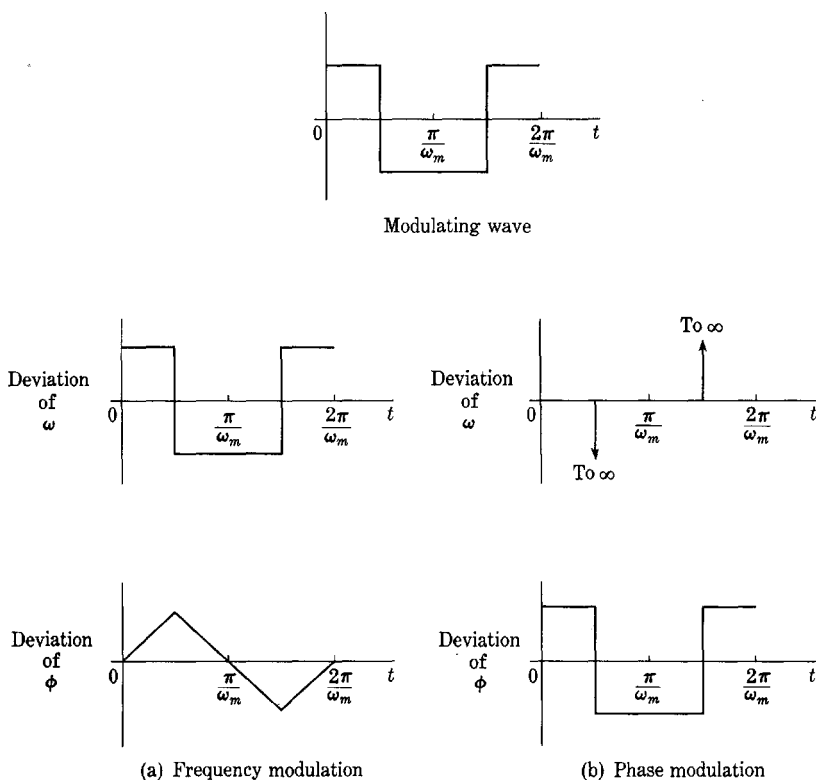 0 π/ω_m 2π/ω_m t
Modulating wave
Deviation of ω
0 π/ω_m 2π/ω_m t
Deviation of ω
To ∞
To ∞
0 π/ω_m 2π/ω_m t
Deviation of ϕ
0 π/ω_m 2π/ω_m t
Deviation of ϕ
0 π/ω_m 2π/ω_m t
(a) Frequency modulation
(b) Phase modulation